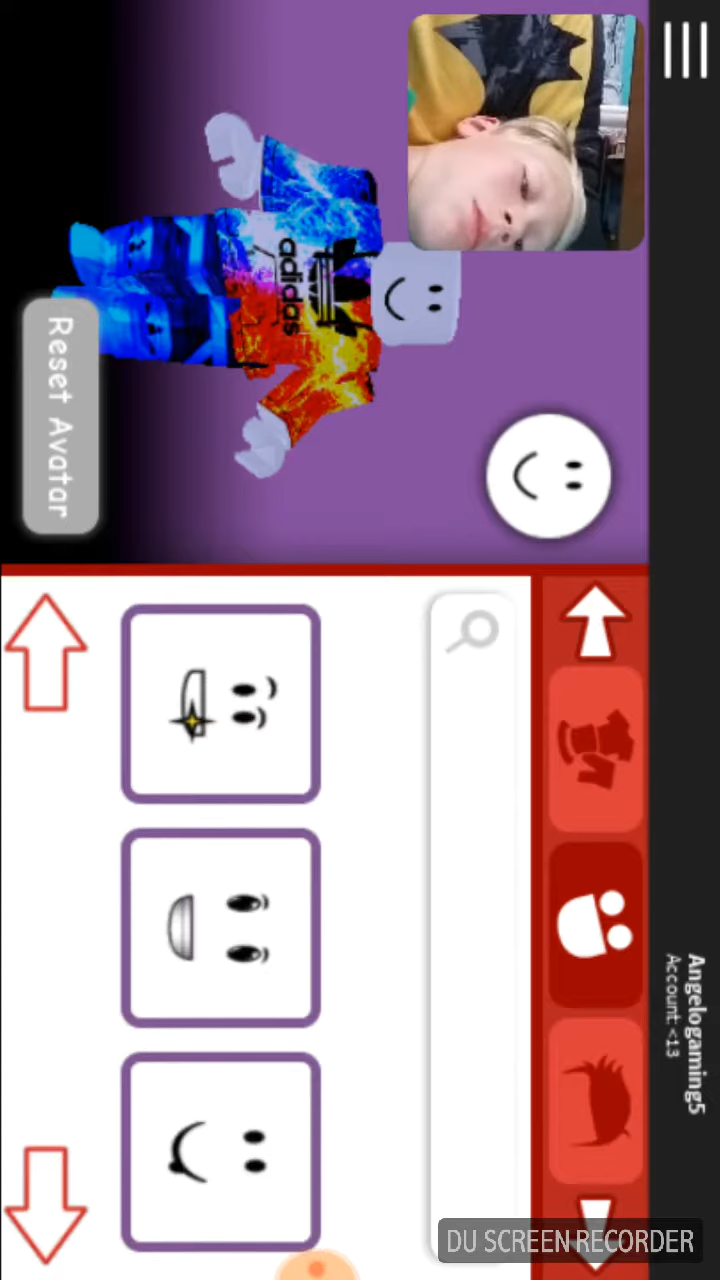 Angelogaming5
Account: <13
adidas
Reset Avatar
DU SCREEN RECORDER